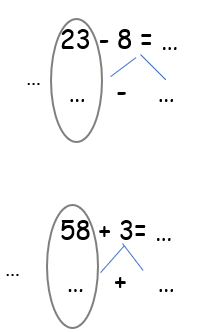 23 - 8 = ...
...
... - ...
58 + 3= ...
...
... + ...